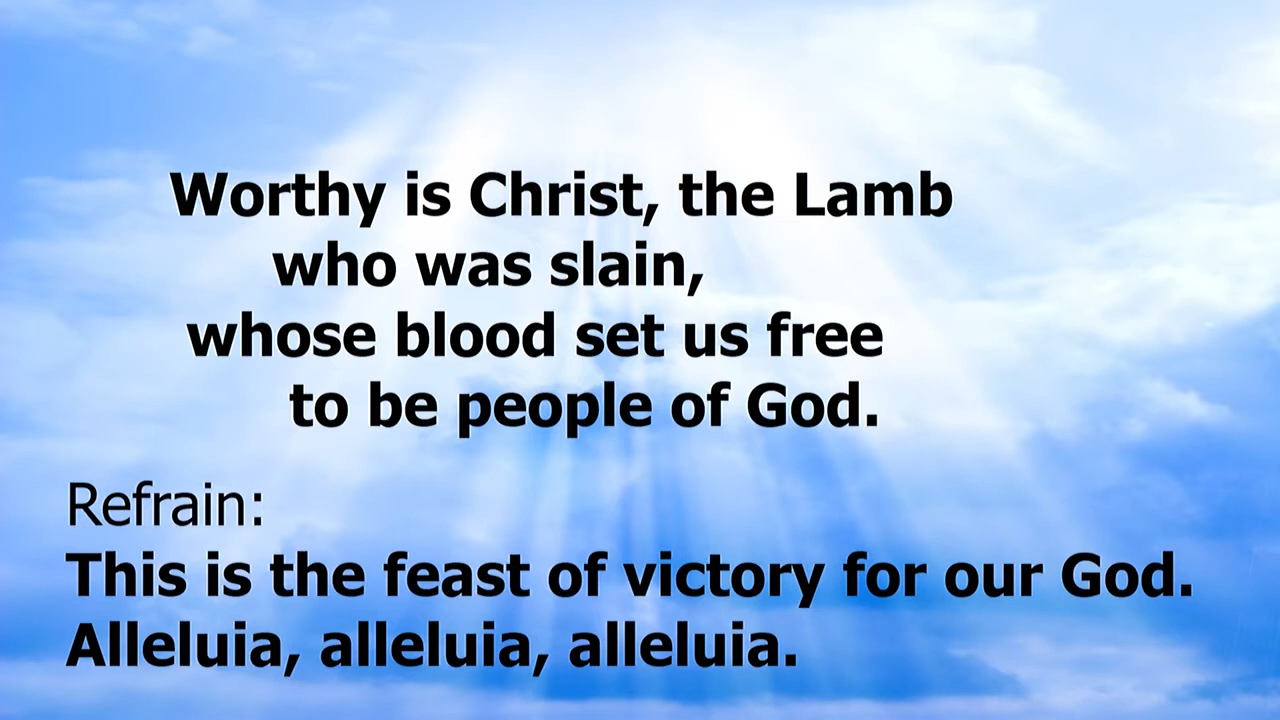 Worthy is Christ, the Lamb
who was slain,
whose blood set us free
to be people of God.
Refrain:
This is the feast of victory for our God.
Alleluia, alleluia, alleluia.